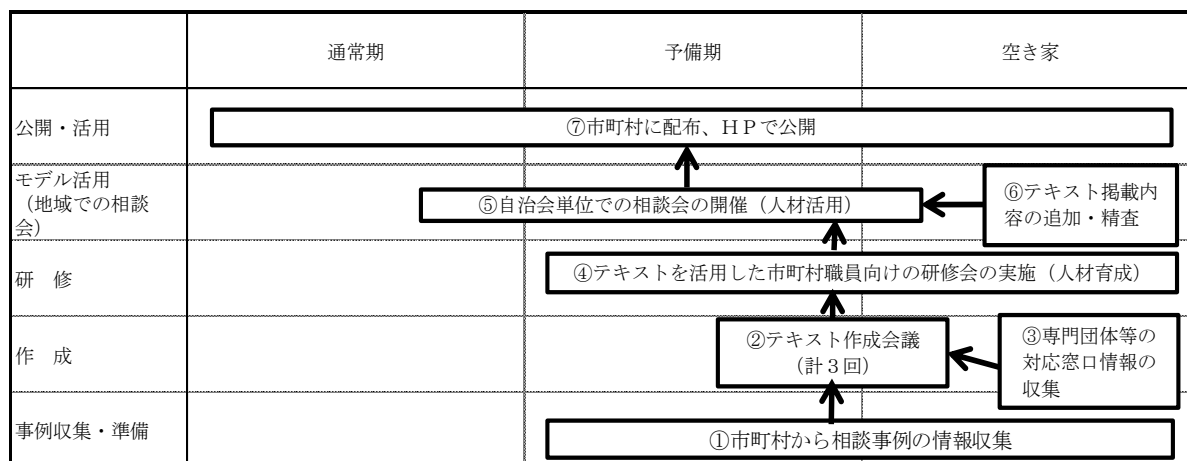 通常期
予備期
空き家
公開・活用
⑦市町村に配布、HPで公開
モデル活用
（地域での相談
会）
⑤自治会単位での相談会の開催（人材活用）
⑥テキスト掲載内
容の追加・精査
研　修
④テキストを活用した市町村職員向けの研修会の実施（人材育成）
作　成
②テキスト作成会議
（計３回）
③専門団体等の
対応窓口情報の
収集
事例収集・準備
①市町村から相談事例の情報収集